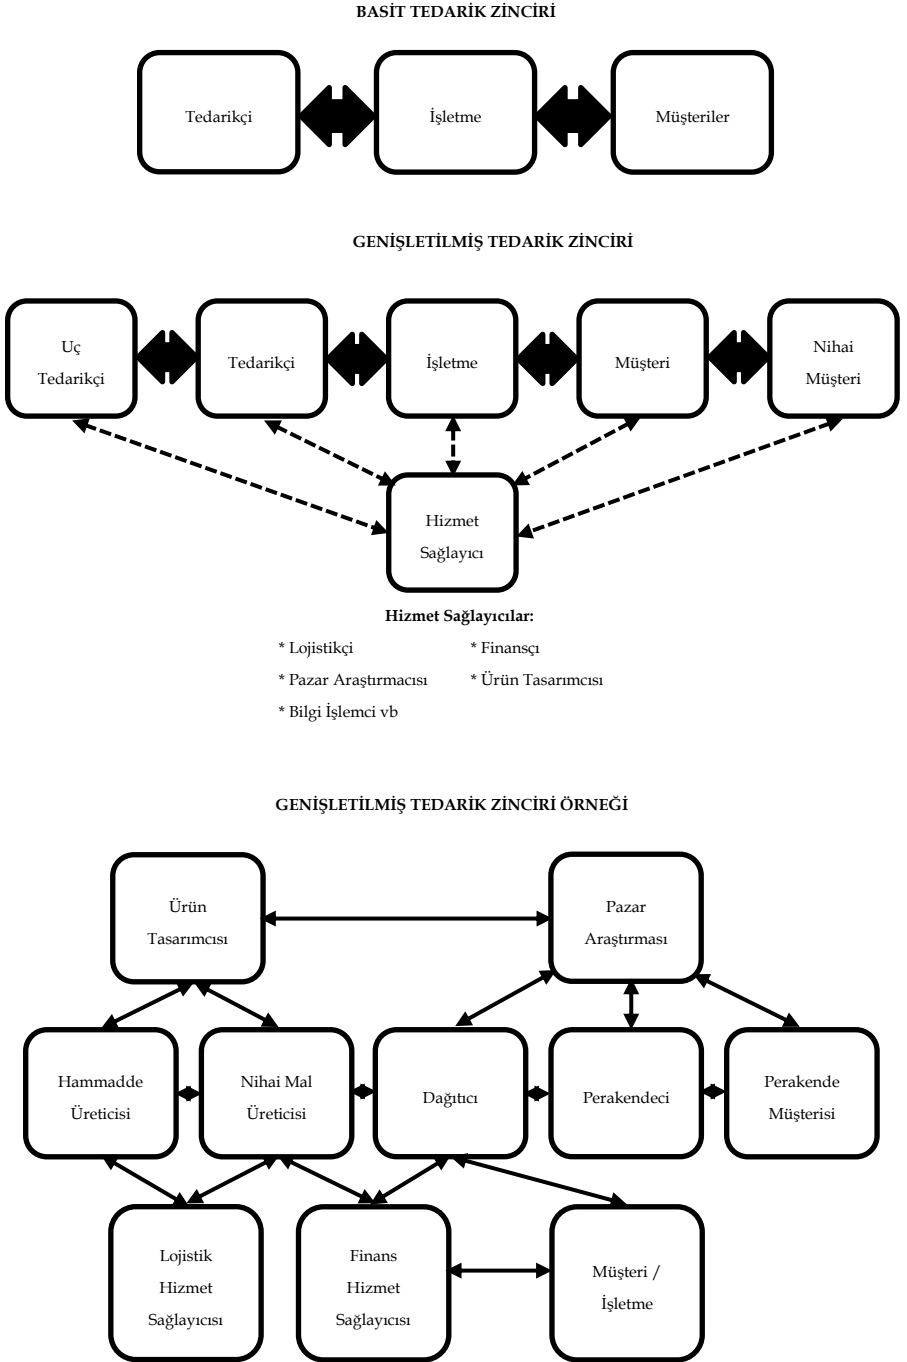 BASİT TEDARİK ZİNCİRİ
Tedarikçi
İşletme
Müşteriler
GENİŞLETİLMİŞ TEDARİK ZİNCİRİ
Uç
Tedarikçi
Tedarikçi
İşletme
Müşteri
Nihai
Müşteri
Hizmet
Sağlayıcı
Hizmet Sağlayıcılar:
* Lojistikçi
* Finansçı
* Pazar Araştırmacısı
* Ürün Tasarımcısı
* Bilgi İşlemci vb
GENİŞLETİLMİŞ TEDARİK ZİNCİRİ ÖRNEĞİ
Ürün
Tasarımcısı
Pazar
Araştırması
Hammadde
Üreticisi
Nihai Mal
Üreticisi
Dağıtıcı
Perakendeci
Perakende
Müşterisi
Lojistik
Hizmet
Sağlayıcısı
Finans
Hizmet
Sağlayıcısı
Müşteri /
İşletme